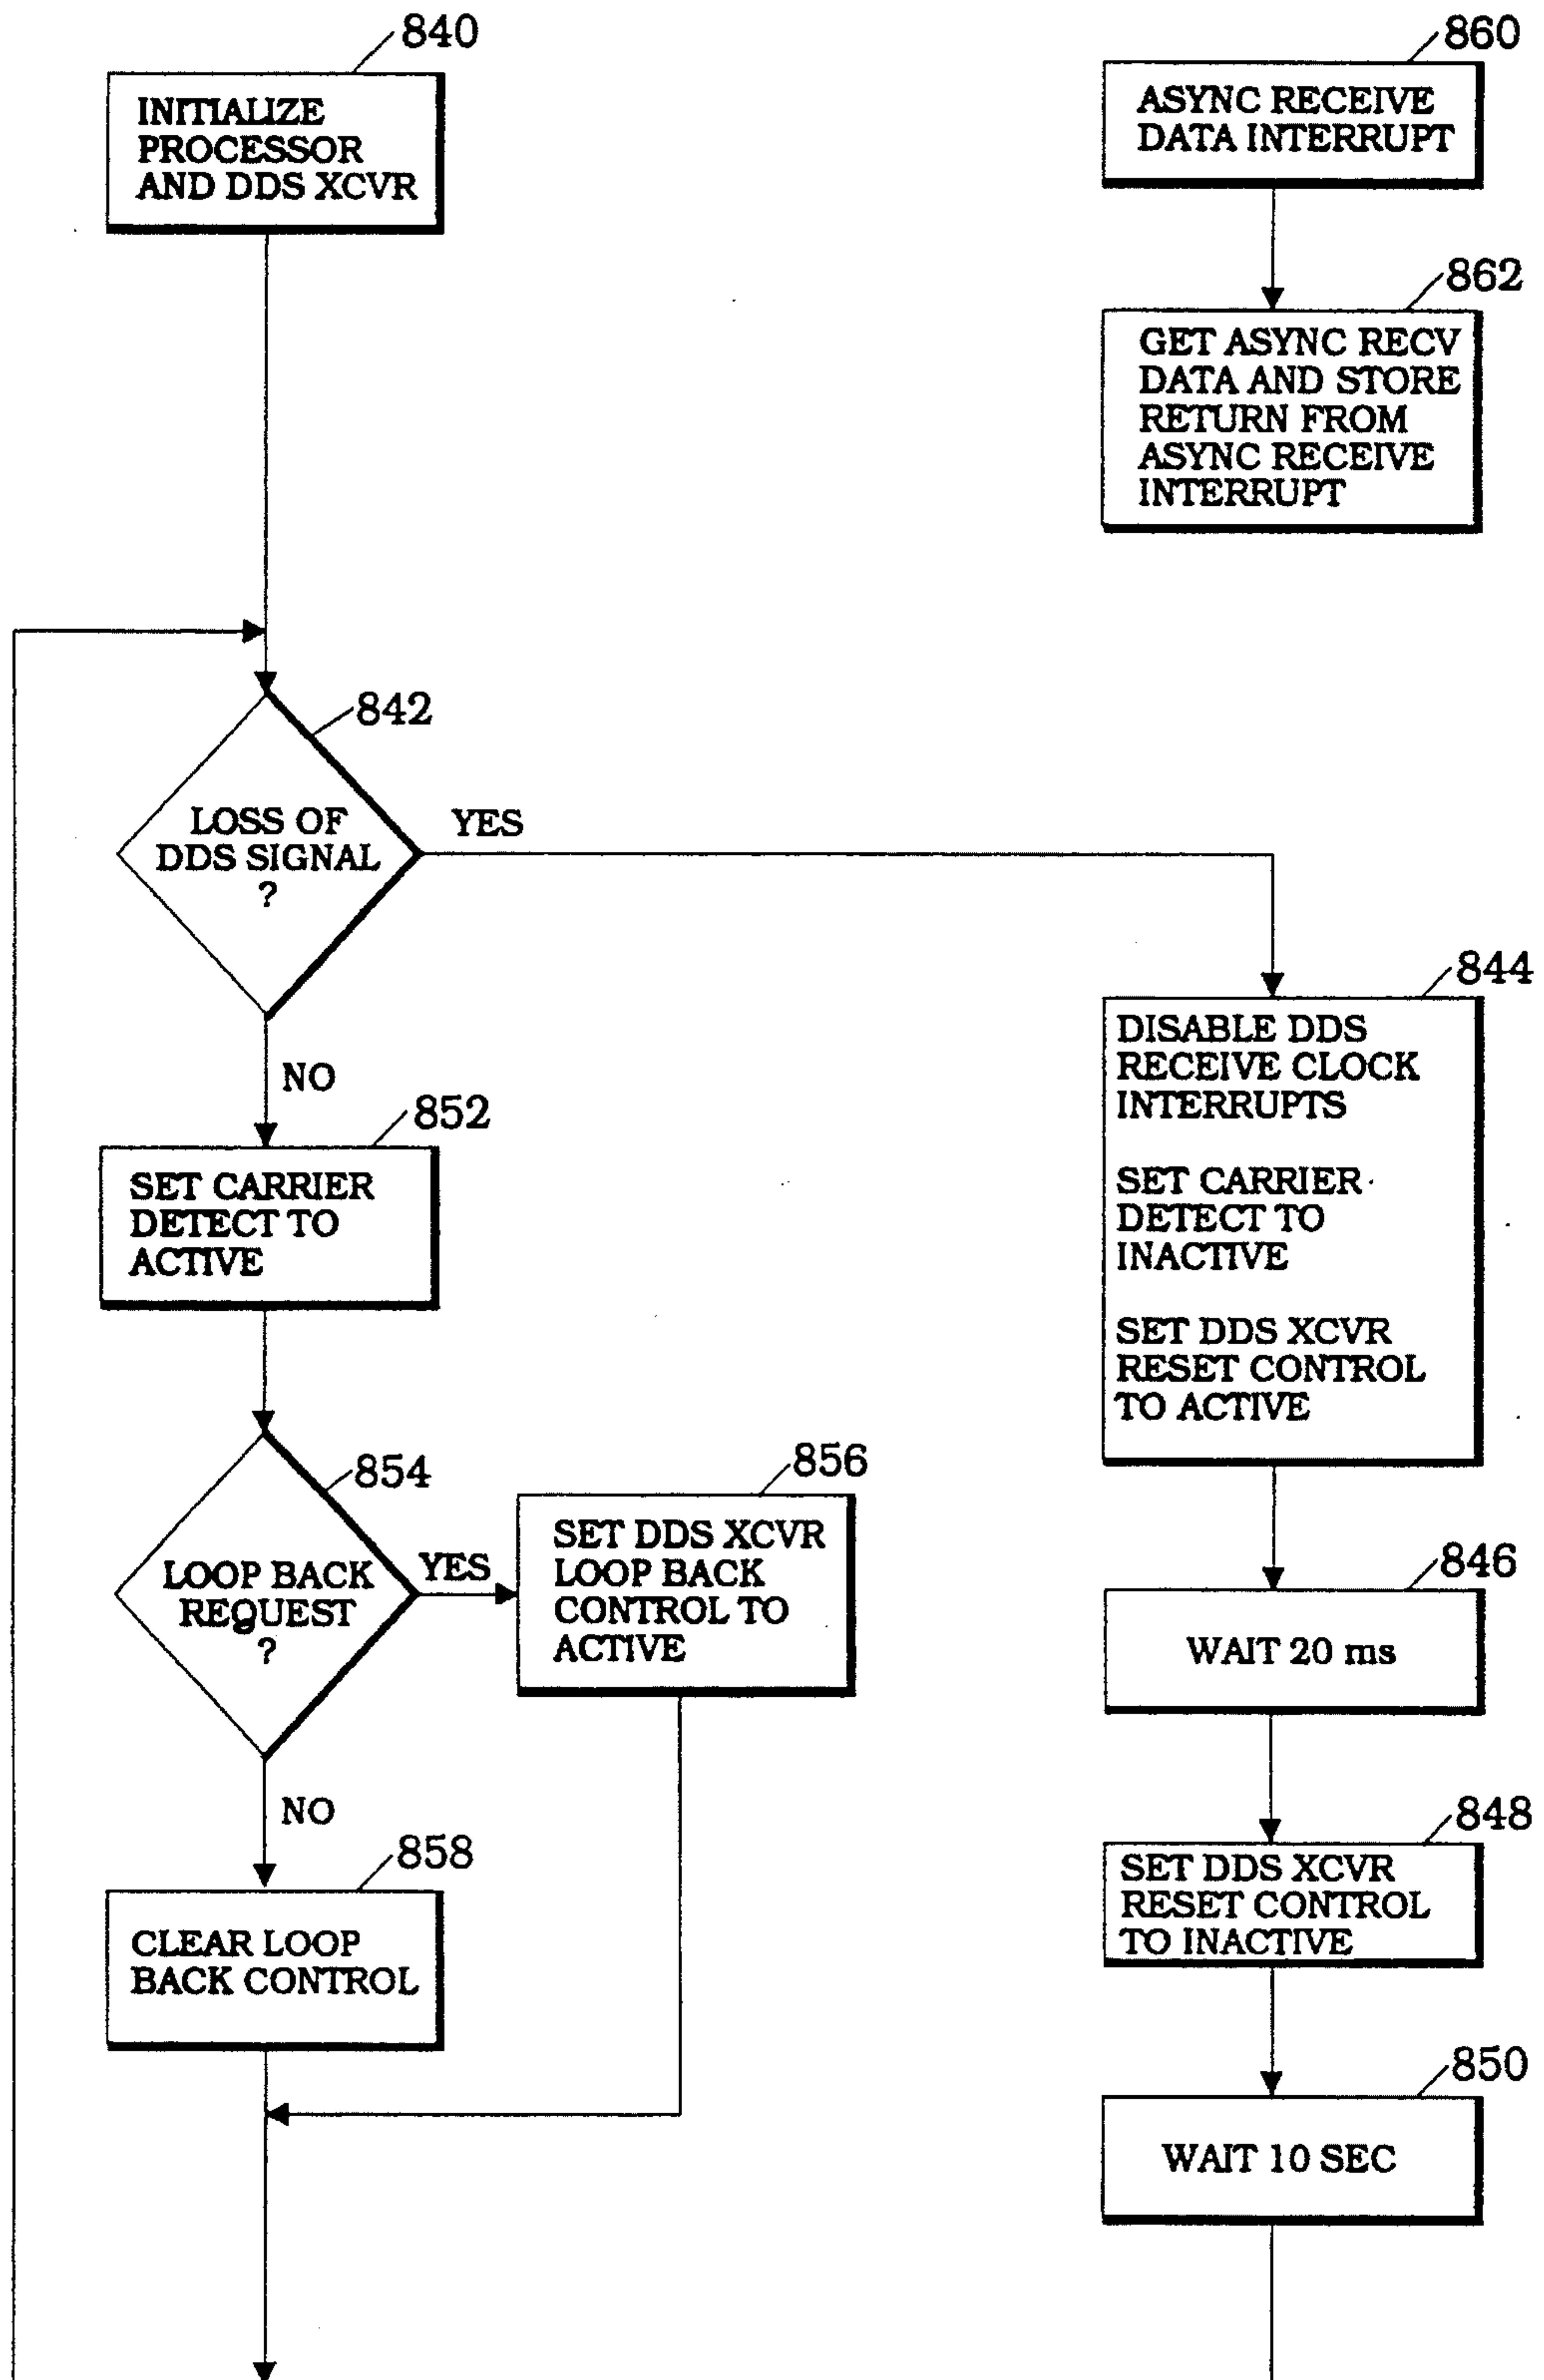 840
INITIALIZE
PROCESSOR
AND DDS XCVR
860
ASYNC RECEIVE
DATA INTERRUPT
862
GET ASYNC RECV
DATA AND STORE
RETURN FROM
ASYNC RECEIVE
INTERRUPT
842
LOSS OF
DDS SIGNAL
?
YES
NO
844
DISABLE DDS
RECEIVE CLOCK
INTERRUPTS
SET CARRIER
DETECT TO
INACTIVE
SET DDS XCVR
RESET CONTROL
TO ACTIVE
852
SET CARRIER
DETECT TO
ACTIVE
854
LOOP BACK
REQUEST
?
YES
NO
856
SET DDS XCVR
LOOP BACK
CONTROL TO
ACTIVE
846
WAIT 20 ms
848
SET DDS XCVR
RESET CONTROL
TO INACTIVE
858
CLEAR LOOP
BACK CONTROL
850
WAIT 10 SEC